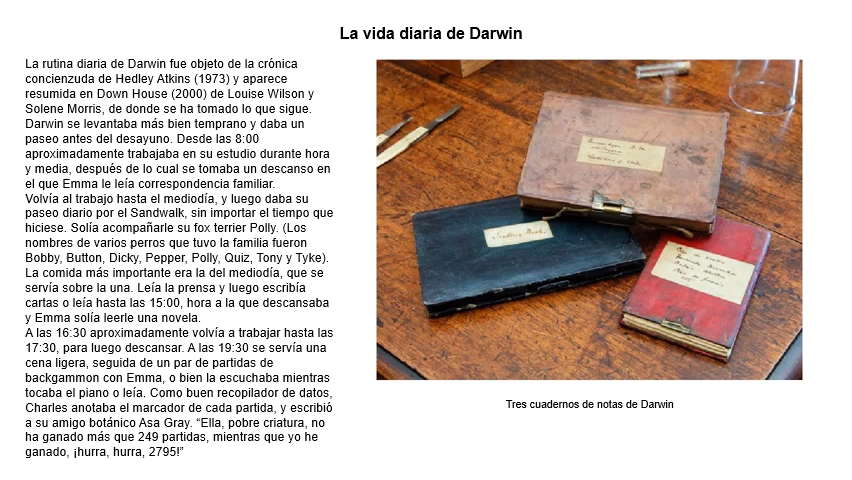 La vida diaria de Darwin
La rutina diaria de Darwin fue objeto de la crónica
concienzuda de Hedley Atkins (1973) y aparece
resumida en Down House (2000) de Louise Wilson y
Solene Morris, de donde se ha tomado lo que sigue.
Darwin se levantaba más bien temprano y daba un
paseo antes del desayuno. Desde las 8:00
aproximadamente trabajaba en su estudio durante hora
y media, después de lo cual se tomaba un descanso en
el que Emma le leía correspondencia familiar.
Volvía al trabajo hasta el mediodía, y luego daba su
paseo diario por el Sandwalk, sin importar el tiempo que
hiciese. Solía acompañarle su fox terrier Polly. (Los
nombres de varios perros que tuvo la familia fueron
Bobby, Button, Dicky, Pepper, Polly, Quiz, Tony y Tyke).
La comida más importante era la del mediodía, que se
servía sobre la una. Leía la prensa y luego escribía
cartas o leía hasta las 15:00, hora a la que descansaba
y Emma solía leerle una novela.
A las 16:30 aproximadamente volvía a trabajar hasta las
17:30, para luego descansar. A las 19:30 se servía una
cena ligera, seguida de un par de partidas de
backgammon con Emma, o bien la escuchaba mientras
tocaba el piano o leía. Como buen recopilador de datos,
Charles anotaba el marcador de cada partida, y escribió
a su amigo botánico Asa Gray. “Ella, pobre criatura, no
ha ganado más que 249 partidas, mientras que yo he
ganado, ¡hurra, hurra, 2795!”
Tres cuadernos de notas de Darwin